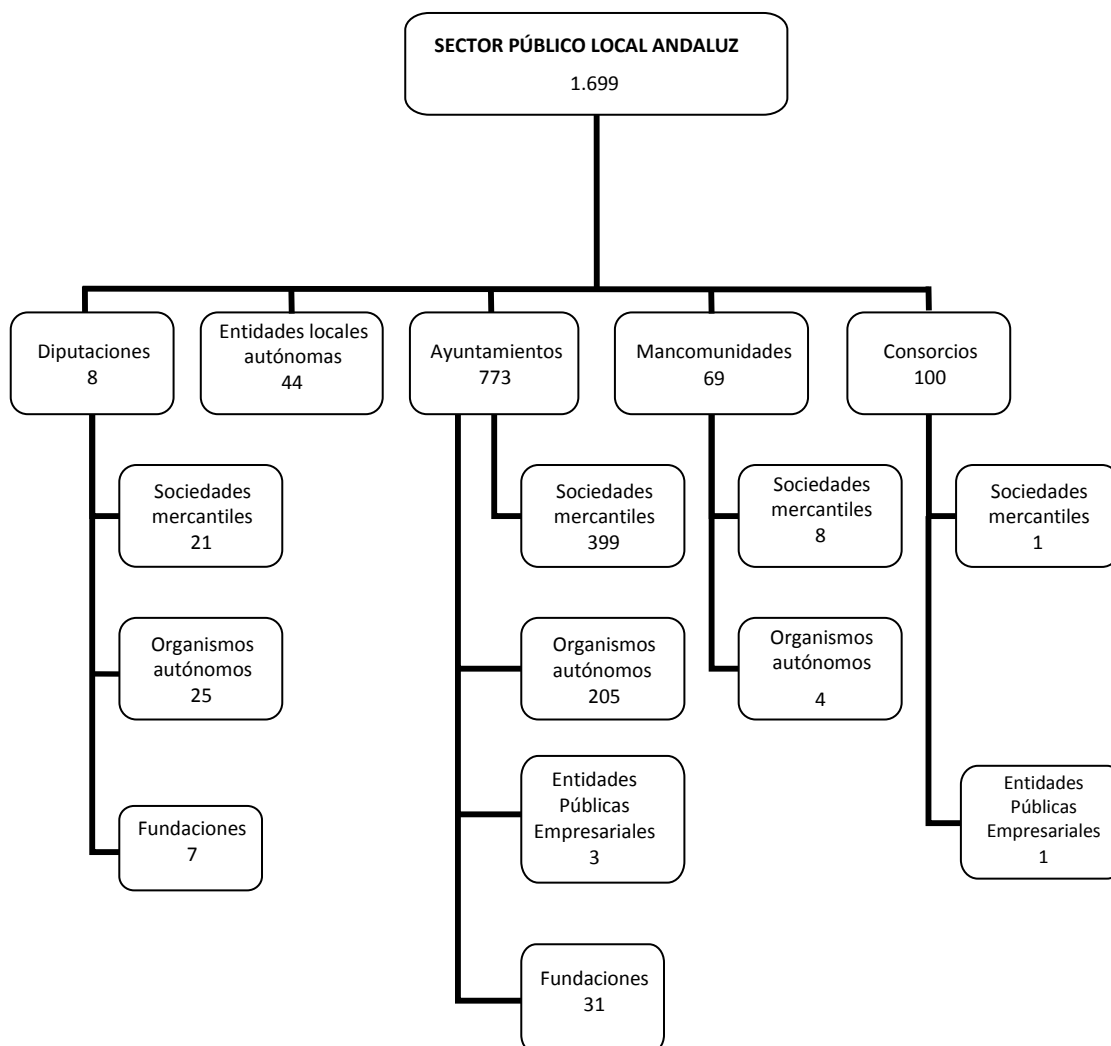 SECTOR PÚBLICO LOCAL ANDALUZ
1.699
Diputaciones
8
Entidades locales
autónomas
44
Ayuntamientos
773
Mancomunidades
69
Consorcios
100
Sociedades
mercantiles
21
Organismos
autónomos
25
Fundaciones
7
Sociedades
mercantiles
399
Organismos
autónomos
205
Entidades
Públicas
Empresariales
3
Fundaciones
31
Sociedades
mercantiles
8
Organismos
autónomos
4
Sociedades
mercantiles
1
Entidades
Públicas
Empresariales
1